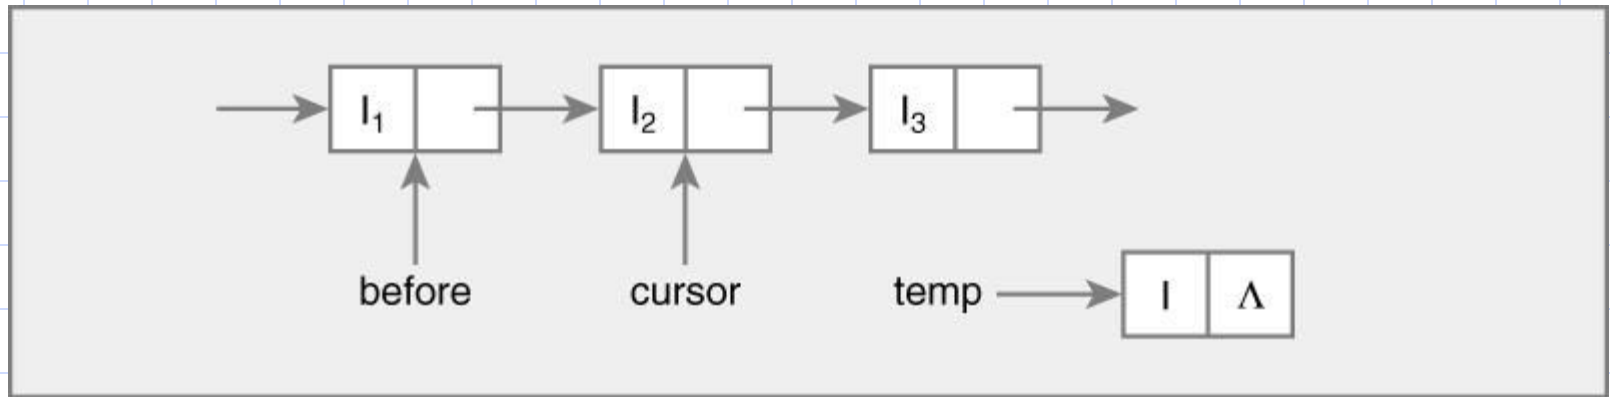 I₁ I₂ I₃
before cursor temp I Λ